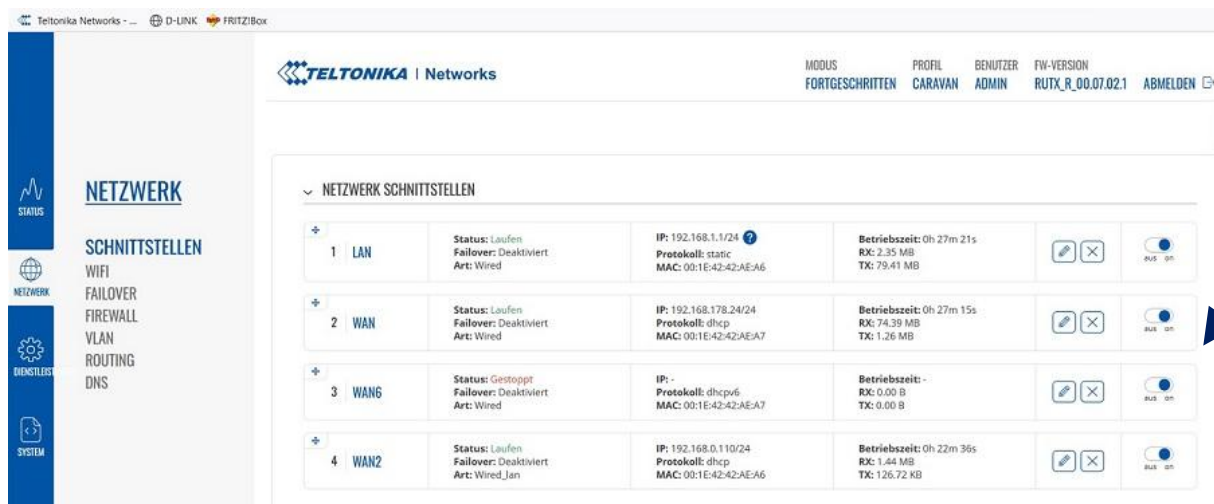 Teltonika Networks - ... D-LINK FRITZ!Box
TELTONIKA | Networks
MODUS
FORTGESCHRITTEN
PROFIL
CARAVAN
BENUTZER
ADMIN
FW-VERSION
RUTX_R_00.07.02.1
ABMELDEN
STATUS
NETZWERK
DIENSTLEIST
SYSTEM
NETZWERK
SCHNITTSTELLEN
WIFI
FAILOVER
FIREWALL
VLAN
ROUTING
DNS
NETZWERK SCHNITTSTELLEN
1 LAN
Status: Laufen
Failover: Deaktiviert
Art: Wired
IP: 192.168.1.1/24 ?
Protokoll: static
MAC: 00:1E:42:42:AE:A6
Betriebszeit: 0h 27m 21s
RX: 2.35 MB
TX: 79.41 MB
aus on
2 WAN
Status: Laufen
Failover: Deaktiviert
Art: Wired
IP: 192.168.178.24/24
Protokoll: dhcp
MAC: 00:1E:42:42:AE:A7
Betriebszeit: 0h 27m 15s
RX: 74.39 MB
TX: 1.26 MB
aus on
3 WAN6
Status: Gestoppt
Failover: Deaktiviert
Art: Wired
IP: -
Protokoll: dhcpv6
MAC: 00:1E:42:42:AE:A7
Betriebszeit: -
RX: 0.00 B
TX: 0.00 B
aus on
4 WAN2
Status: Laufen
Failover: Deaktiviert
Art: Wired_lan
IP: 192.168.0.110/24
Protokoll: dhcp
MAC: 00:1E:42:42:AE:A6
Betriebszeit: 0h 22m 36s
RX: 1.44 MB
TX: 126.72 KB
aus on